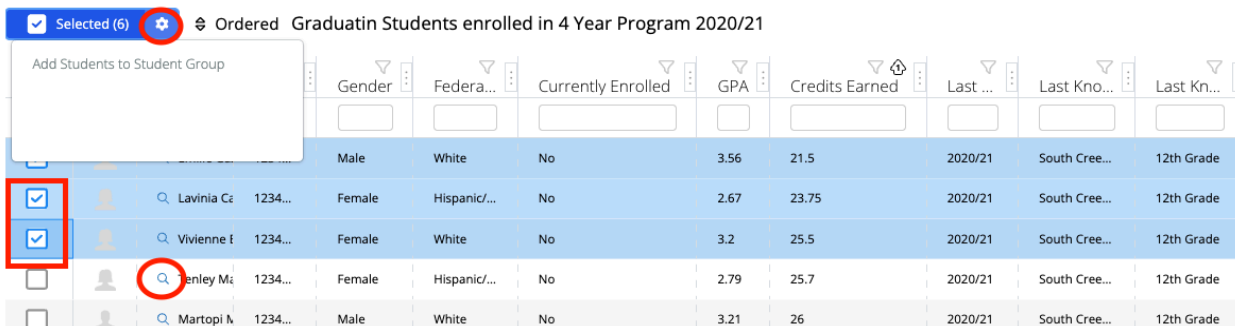 Selected (6) Ordered Graduatin Students enrolled in 4 Year Program 2020/21
Add Students to Student Group
Gender Federa... Currently Enrolled GPA Credits Earned Last ... Last Kno... Last Kn...
1234... Male White No 3.56 21.5 2020/21 South Cree... 12th Grade
Lavinia Ca 1234... Female Hispanic/... No 2.67 23.75 2020/21 South Cree... 12th Grade
Vivienne 1234... Female White No 3.2 25.5 2020/21 South Cree... 12th Grade
Tenley Ma 1234... Female Hispanic/... No 2.79 25.7 2020/21 South Cree... 12th Grade
Martopi 1234... Male White No 3.21 26 2020/21 South Cree... 12th Grade